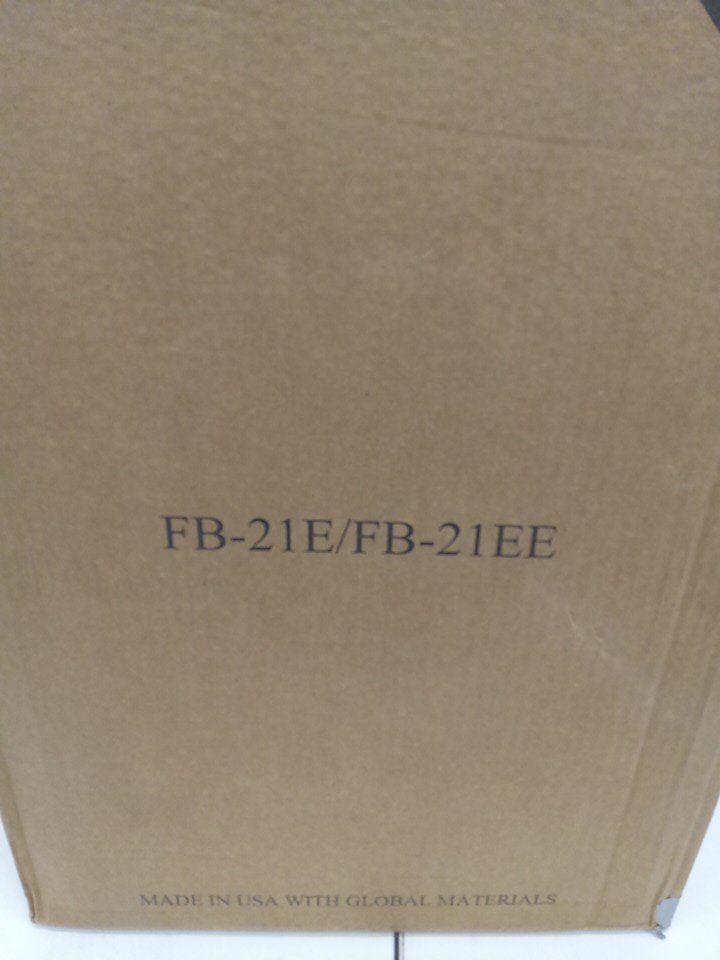 FB-21E/FB-21EE
MADE IN USA WITH GLOBAL MATERIALS